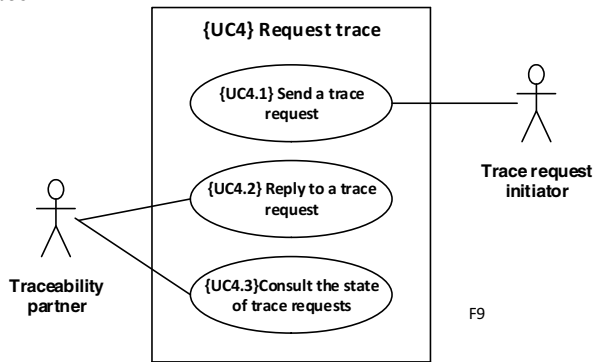 {UC4} Request trace
{UC4.1} Send a trace
request
Trace request
initiator
{UC4.2} Reply to a trace
request
Traceability
partner
{UC4.3}Consult the state
of trace requests
F9